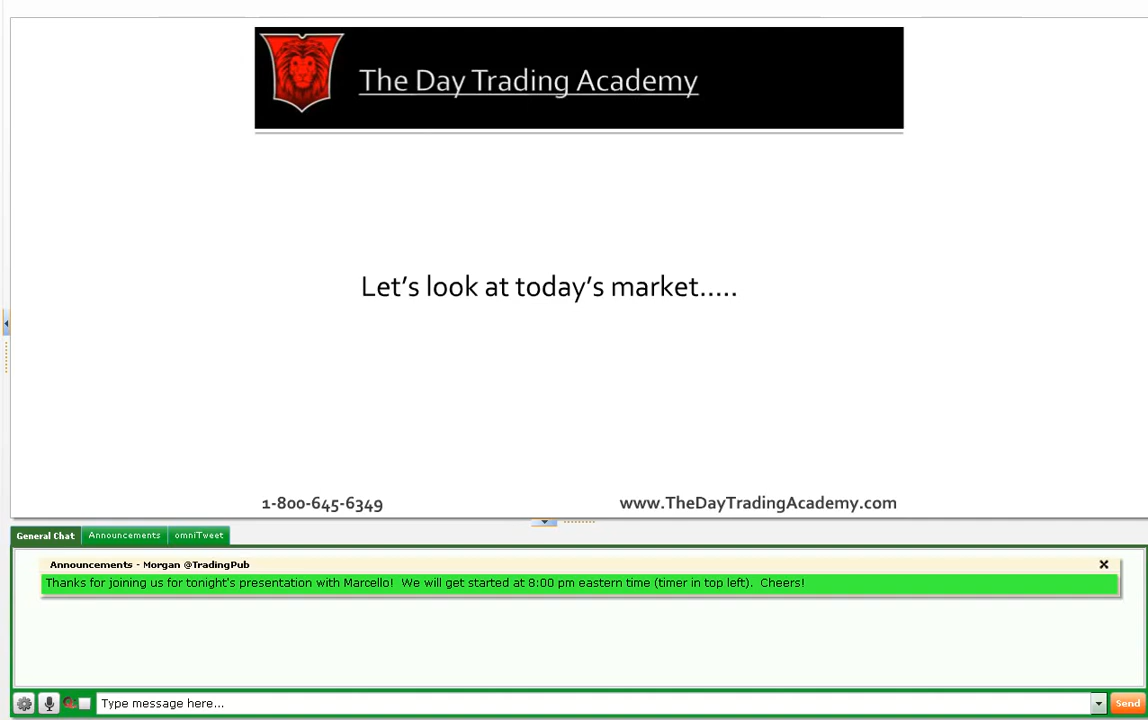 The Day Trading Academy
Let's look at today's market.....
1-800-645-6349 www.TheDayTradingAcademy.com
General Chat Announcements omniTweet
Announcements - Morgan @TradingPub
Thanks for joining us for tonight's presentation with Marcello!  We will get started at 8:00 pm eastern time (timer in top left).  Cheers!
Type message here...
Send